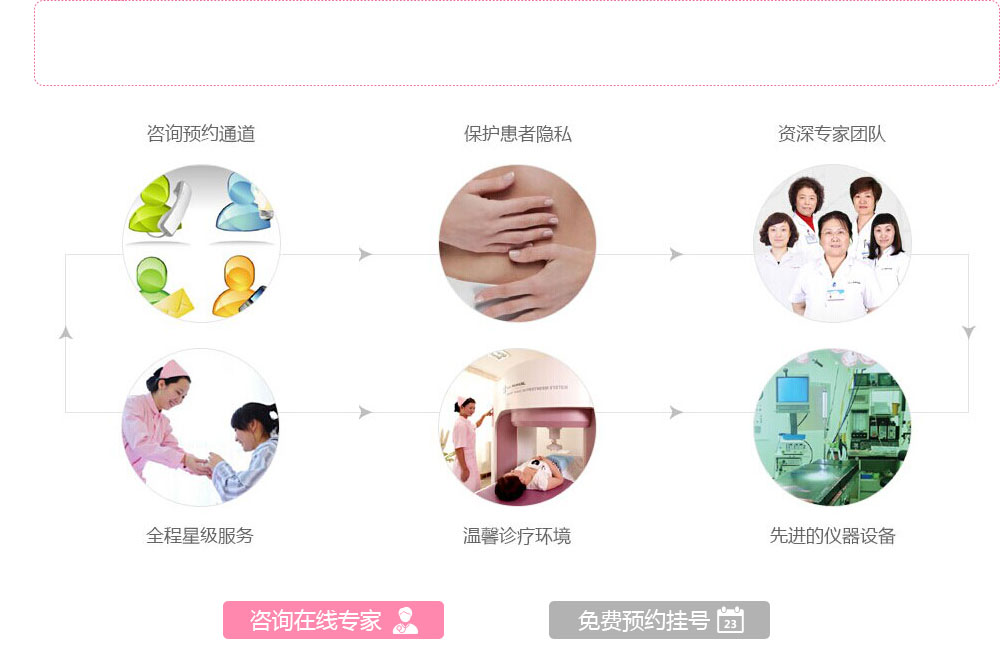 咨询预约通道
保护患者隐私
资深专家团队
全程星级服务
温馨诊疗环境
先进的仪器设备
咨询在线专家
免费预约挂号
23